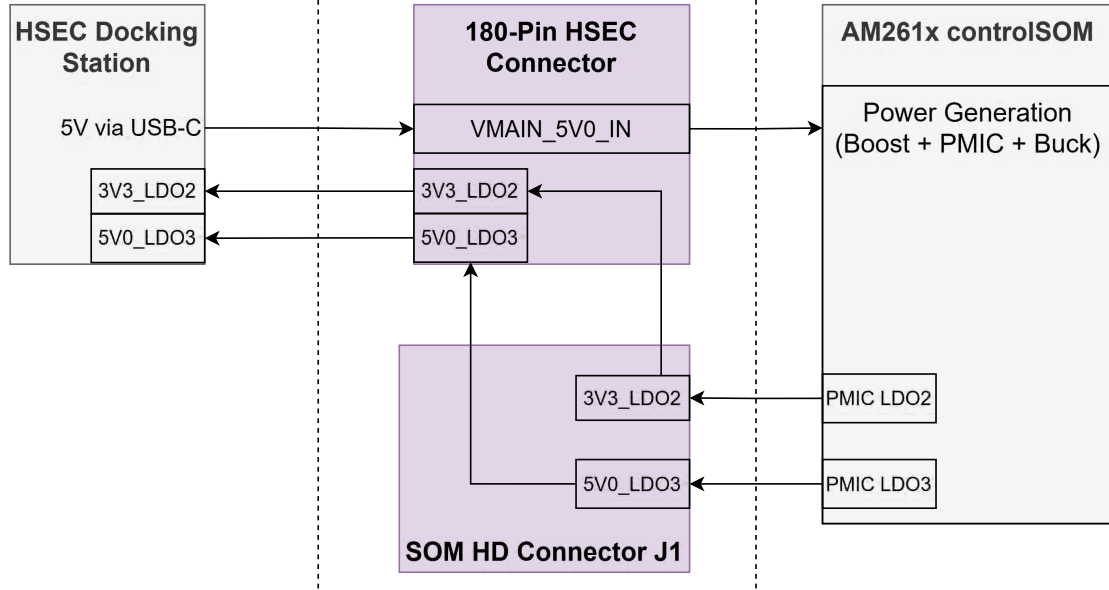 HSEC Docking
Station
5V via USB-C
3V3_LDO2
5V0_LDO3
180-Pin HSEC
Connector
VMAIN_5V0_IN
3V3_LDO2
5V0_LDO3
3V3_LDO2
5V0_LDO3
SOM HD Connector J1
AM261x controlSOM
Power Generation
(Boost + PMIC + Buck)
PMIC LDO2
PMIC LDO3